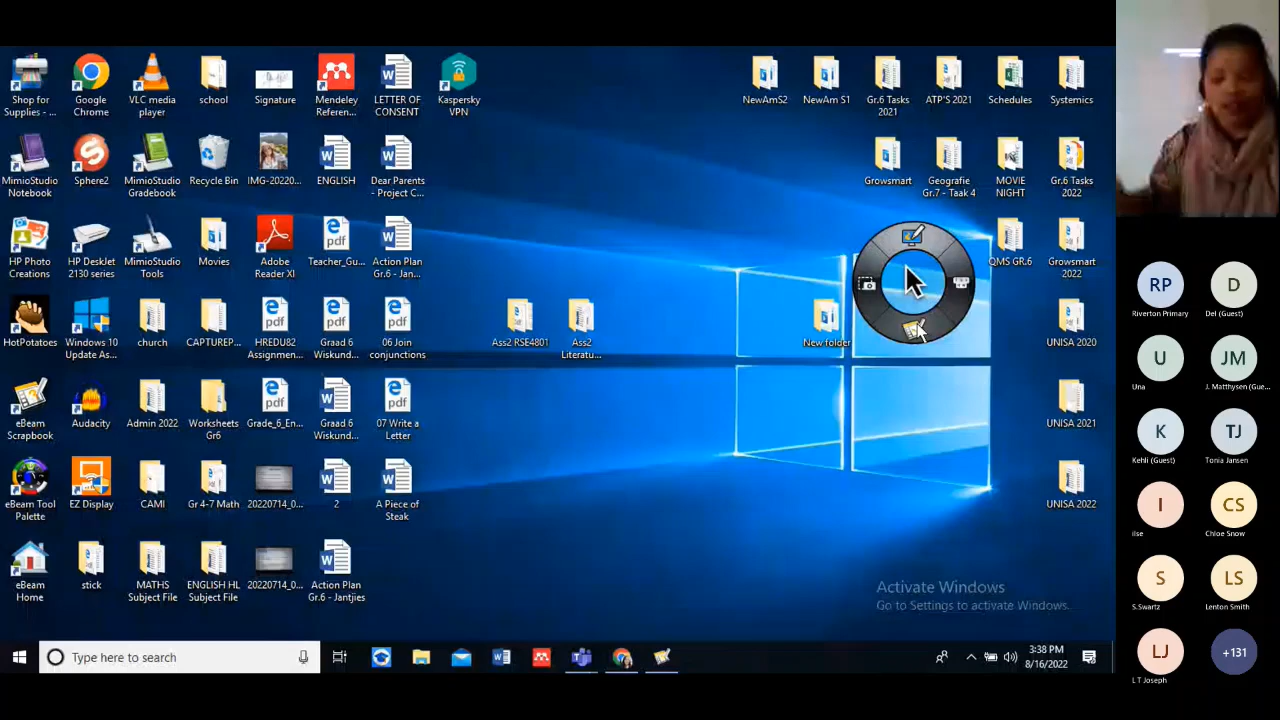 Shop for
Supplies - ...
Google
Chrome
VLC media
player
school
Signature
Mendeley
Referen...
LETTER OF
CONSENT
Kaspersky
VPN
NewAmS2
NewAm S1
Gr.6 Tasks
2021
ATP'S 2021
Schedules
Systemics
MimioStudio
Notebook
Sphere2
MimioStudio
Gradebook
Recycle Bin
IMG-20220...
ENGLISH
Dear Parents
- Project C...
Growsmart
Geografie
Gr.7 - Taak 4
MOVIE
NIGHT
Gr.6 Tasks
2022
HP Photo
Creations
HP Deskjet
2130 series
MimioStudio
Tools
Movies
Adobe
Reader XI
pdf
Teacher_Gu...
Action Plan
Gr.6 - Jan...
QMS GR.6
Growsmart
2022
HotPotatoes
Windows 10
Update As...
church
CAPTUREP...
pdf
HREDU82
Assignmen...
pdf
Graad 6
Wiskund...
pdf
06 Join
conjunctions
Ass2 RSE4801
Ass2
Literatu...
New folder
UNISA 2020
eBeam
Scrapbook
Audacity
Admin 2022
Worksheets
Gr6
pdf
Grade_6_En...
Graad 6
Wiskund...
pdf
07 Write a
Letter
UNISA 2021
eBeam Tool
Palette
EZ Display
CAMI
Gr 4-7 Math
20220714_0...
2
A Piece of
Steak
UNISA 2022
eBeam
Home
stick
MATHS
Subject File
ENGLISH HL
Subject File
20220714_0...
Action Plan
Gr.6 - Jantjies
Activate Windows
Go to Settings to activate Windows.
Type here to search
3:38 PM
8/16/2022
RP
Riverton Primary
D
Del (Guest)
U
Una
JM
J. Matthysen (Gue...
K
Kehli (Guest)
TJ
Tonia Jansen
I
ilse
CS
Chloe Snow
S
S.Swartz
LS
Lenton Smith
LJ
L T Joseph
+131